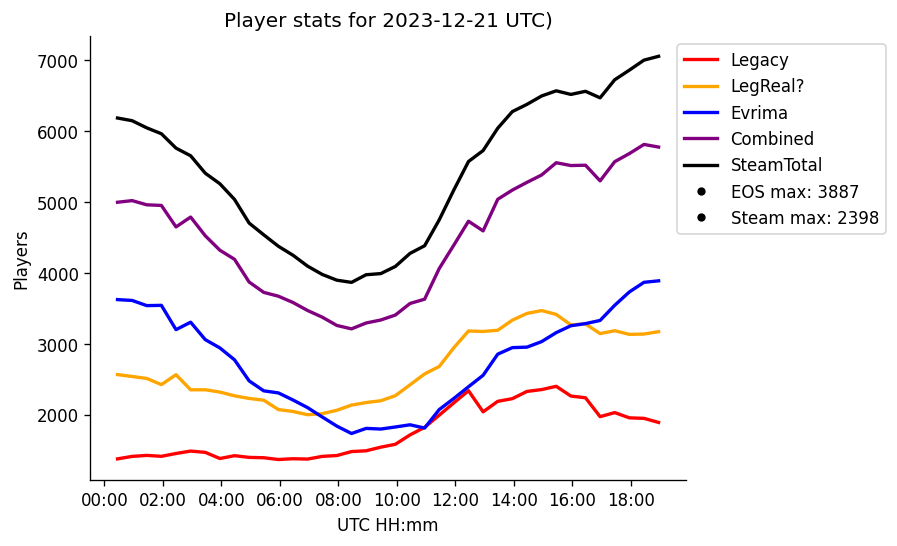 Player stats for 2023-12-21 UTC)
7000
6000
5000
4000
3000
2000
Players
00:00 02:00 04:00 06:00 08:00 10:00 12:00 14:00 16:00 18:00
UTC HH:mm
Legacy
LegReal?
Evrima
Combined
SteamTotal
EOS max: 3887
Steam max: 2398